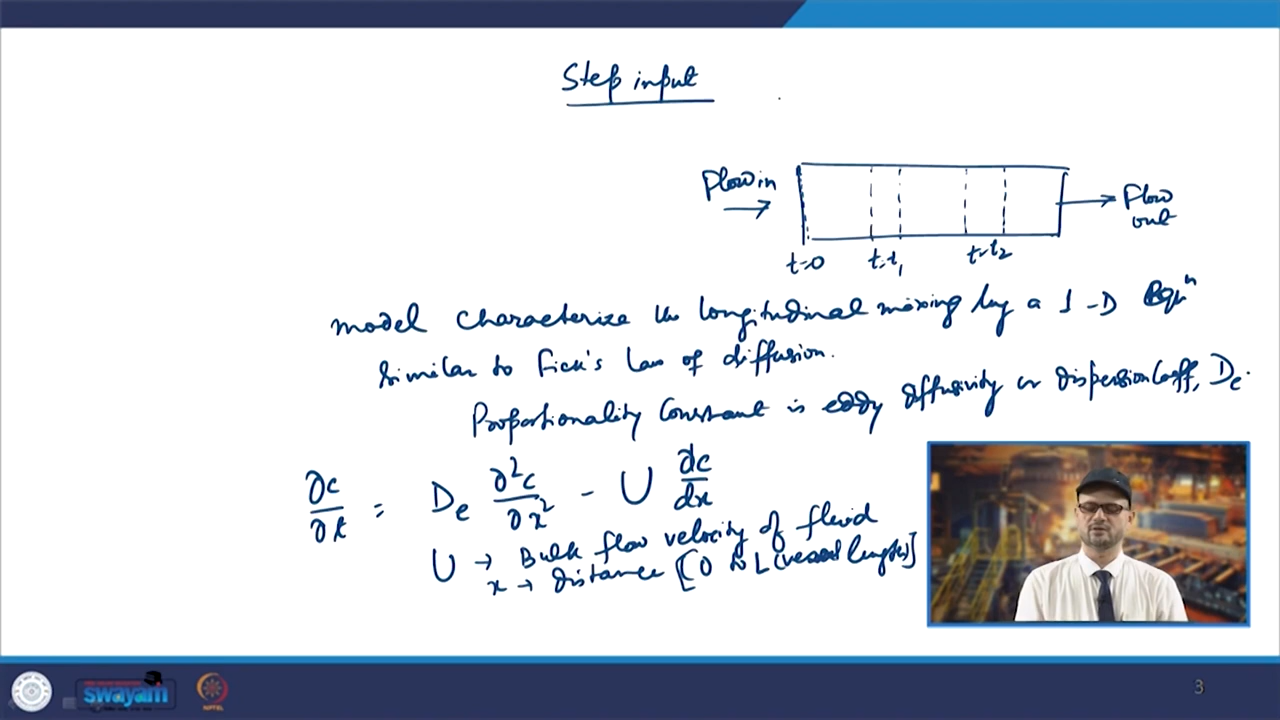 Step input
Flow in
Flow
out
t=0
t=t₁
t=t₂
model characterize the longitudinal mixing by a 1-D Eqnⁿ
similar to Fick's Law of diffusion.
Proportionality Constant is eddy diffusivity or dispersion Coeff, De.
∂c/∂t = De ∂²c/∂x² - U dc/dx
U → Bulk flow velocity of fluid
x → distance [0 to L (vessel length)]
swayam
NPTEL
3